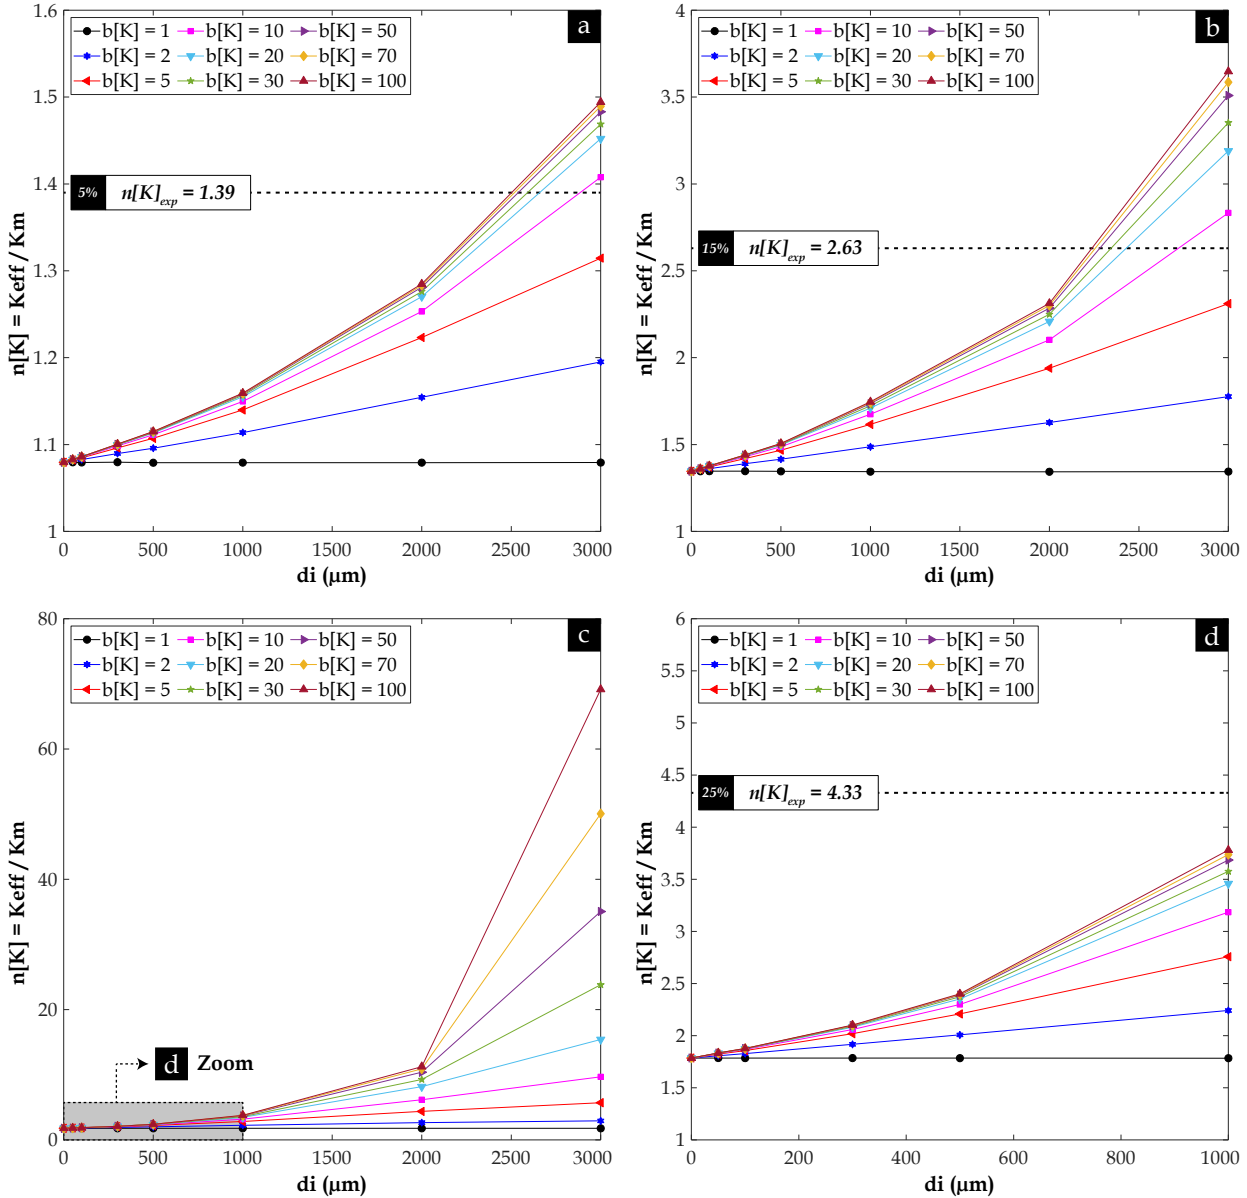 a
b[K] = 1 b[K] = 10 b[K] = 50
b[K] = 2 b[K] = 20 b[K] = 70
b[K] = 5 b[K] = 30 b[K] = 100
5% n[K]exp = 1.39
n[K] = Keff / Km
1.6
1.5
1.4
1.3
1.2
1.1
1
0 500 1000 1500 2000 2500 3000
di (µm)
b
b[K] = 1 b[K] = 10 b[K] = 50
b[K] = 2 b[K] = 20 b[K] = 70
b[K] = 5 b[K] = 30 b[K] = 100
15% n[K]exp = 2.63
n[K] = Keff / Km
4
3.5
3
2.5
2
1.5
1
0 500 1000 1500 2000 2500 3000
di (µm)
c
b[K] = 1 b[K] = 10 b[K] = 50
b[K] = 2 b[K] = 20 b[K] = 70
b[K] = 5 b[K] = 30 b[K] = 100
d Zoom
n[K] = Keff / Km
80
60
40
20
0
0 500 1000 1500 2000 2500 3000
di (µm)
d
b[K] = 1 b[K] = 10 b[K] = 50
b[K] = 2 b[K] = 20 b[K] = 70
b[K] = 5 b[K] = 30 b[K] = 100
25% n[K]exp = 4.33
n[K] = Keff / Km
6
5.5
5
4.5
4
3.5
3
2.5
2
1.5
1
0 200 400 600 800 1000
di (µm)